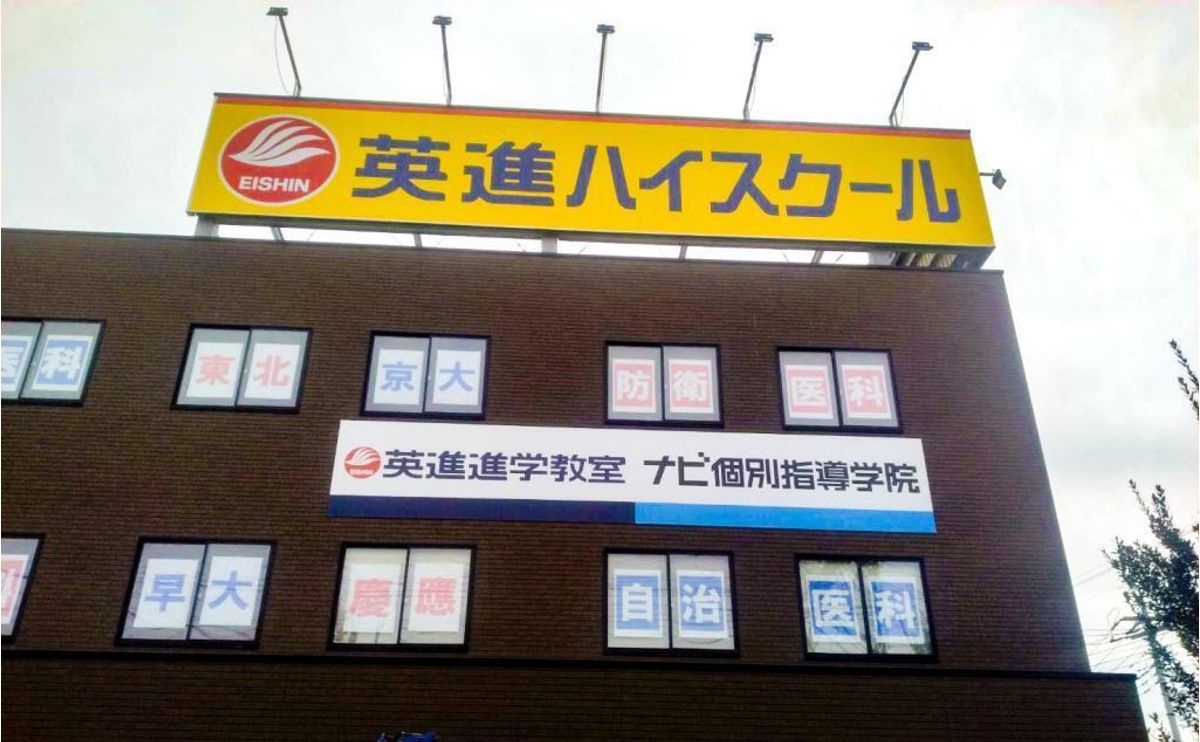 EISHIN
英進ハイスクール
医科
東北
京大
防衛
医科
EISHIN
英進進学教室 ナビ個別指導学院
早大
慶應
自治
医科